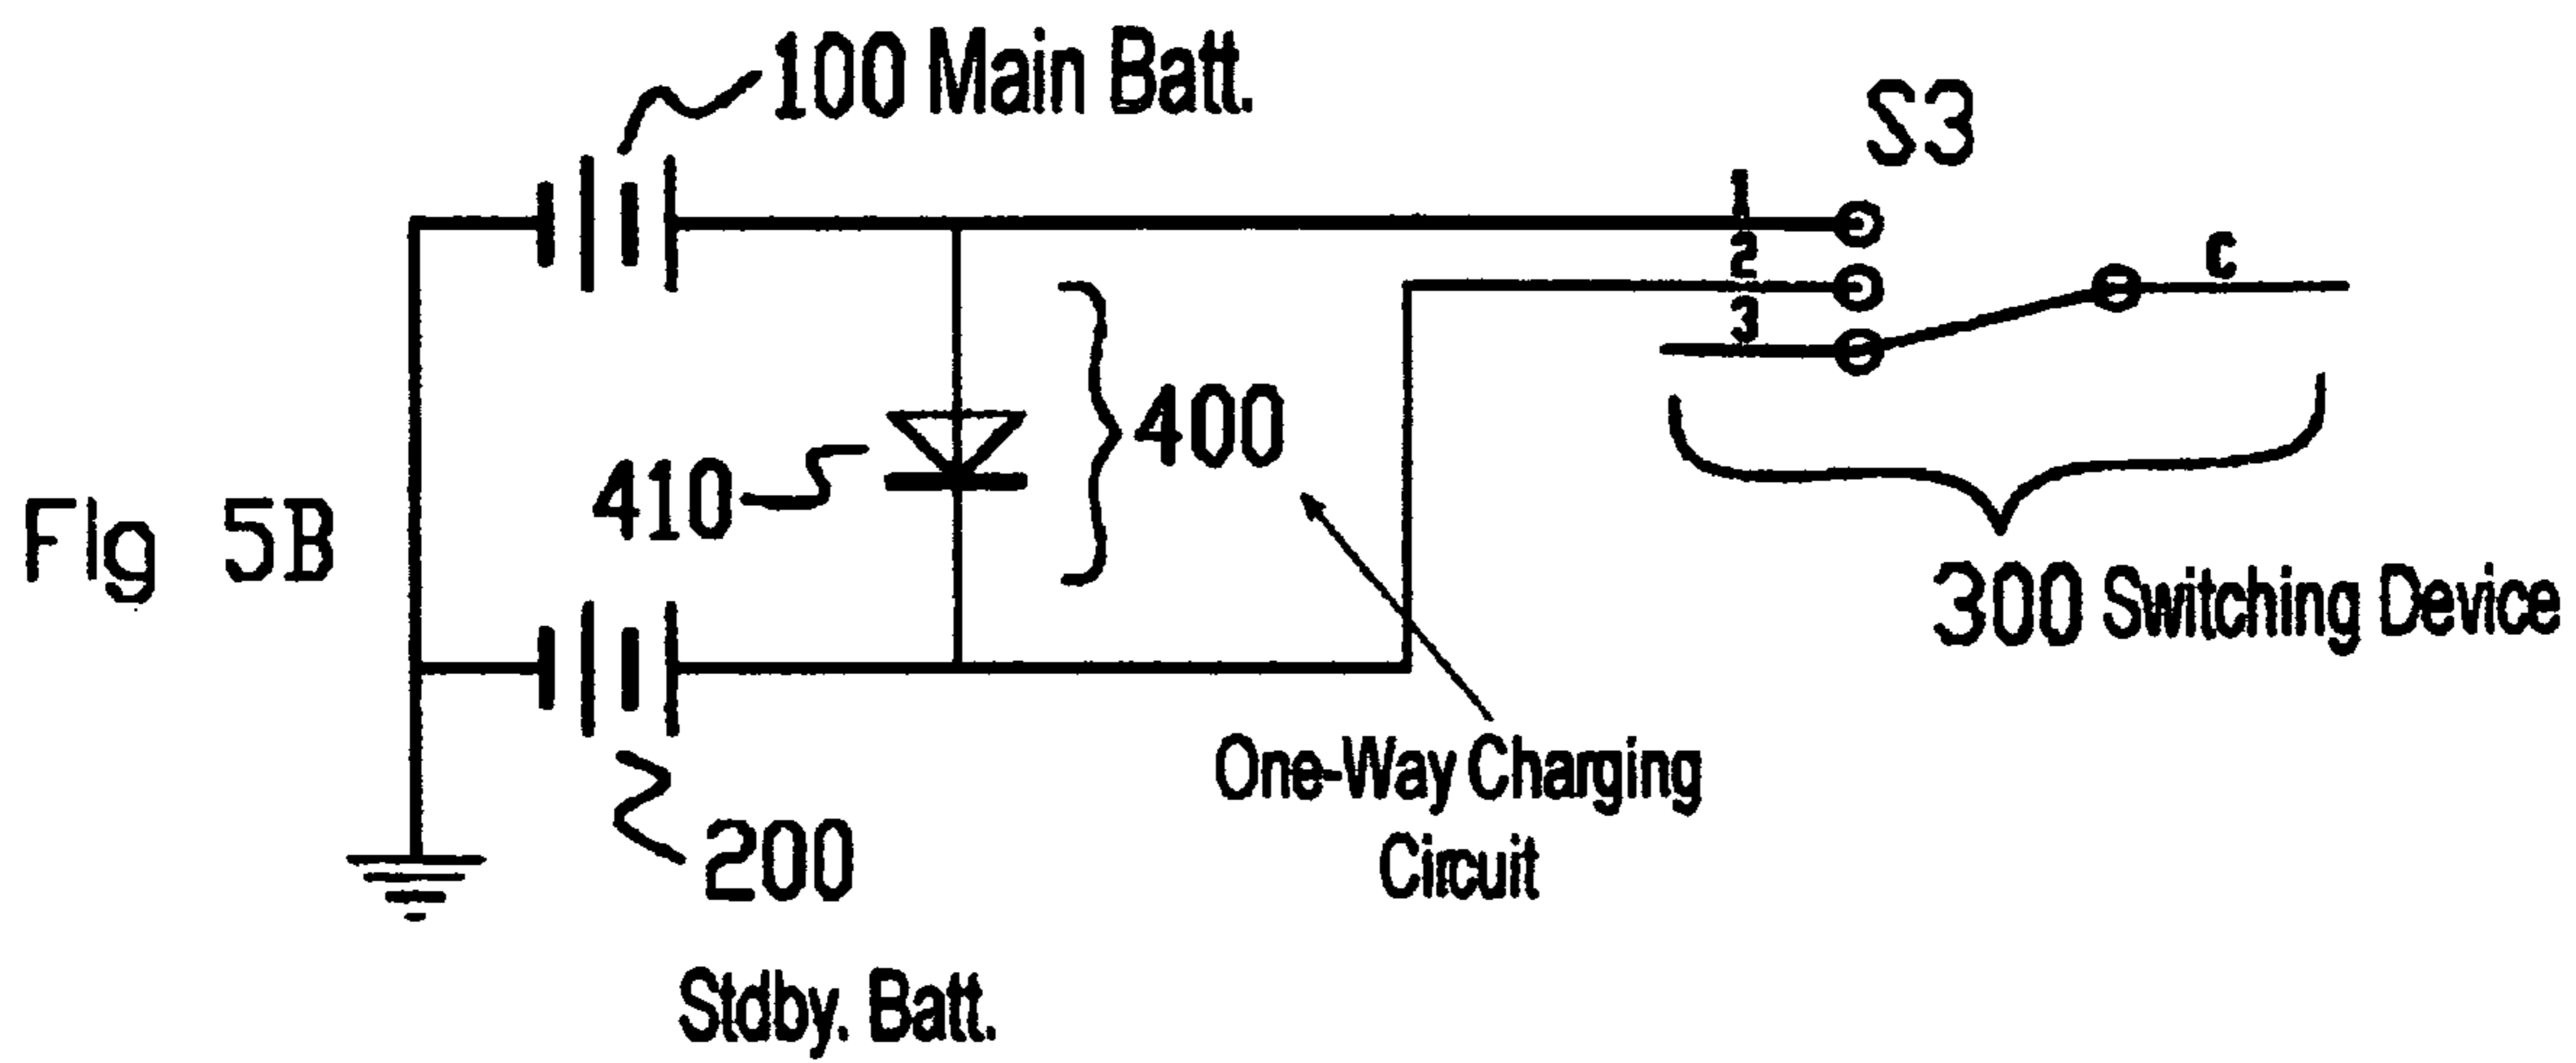 100 Main Batt.
S3
1
2
3
C
400
410
Fig 5B
300 Switching Device
One-Way Charging
Circuit
200
Stdby. Batt.